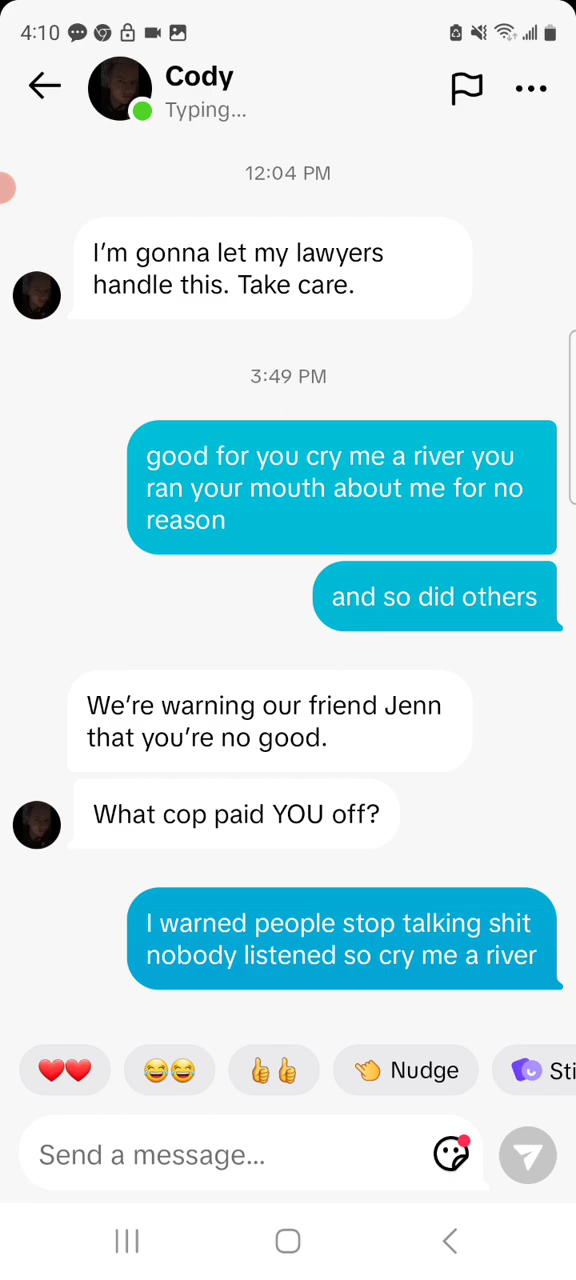 4:10
Cody
Typing...
12:04 PM
I'm gonna let my lawyers
handle this. Take care.
3:49 PM
good for you cry me a river you
ran your mouth about me for no
reason
and so did others
We're warning our friend Jenn
that you're no good.
What cop paid YOU off?
I warned people stop talking shit
nobody listened so cry me a river
Nudge
Sti
Send a message...